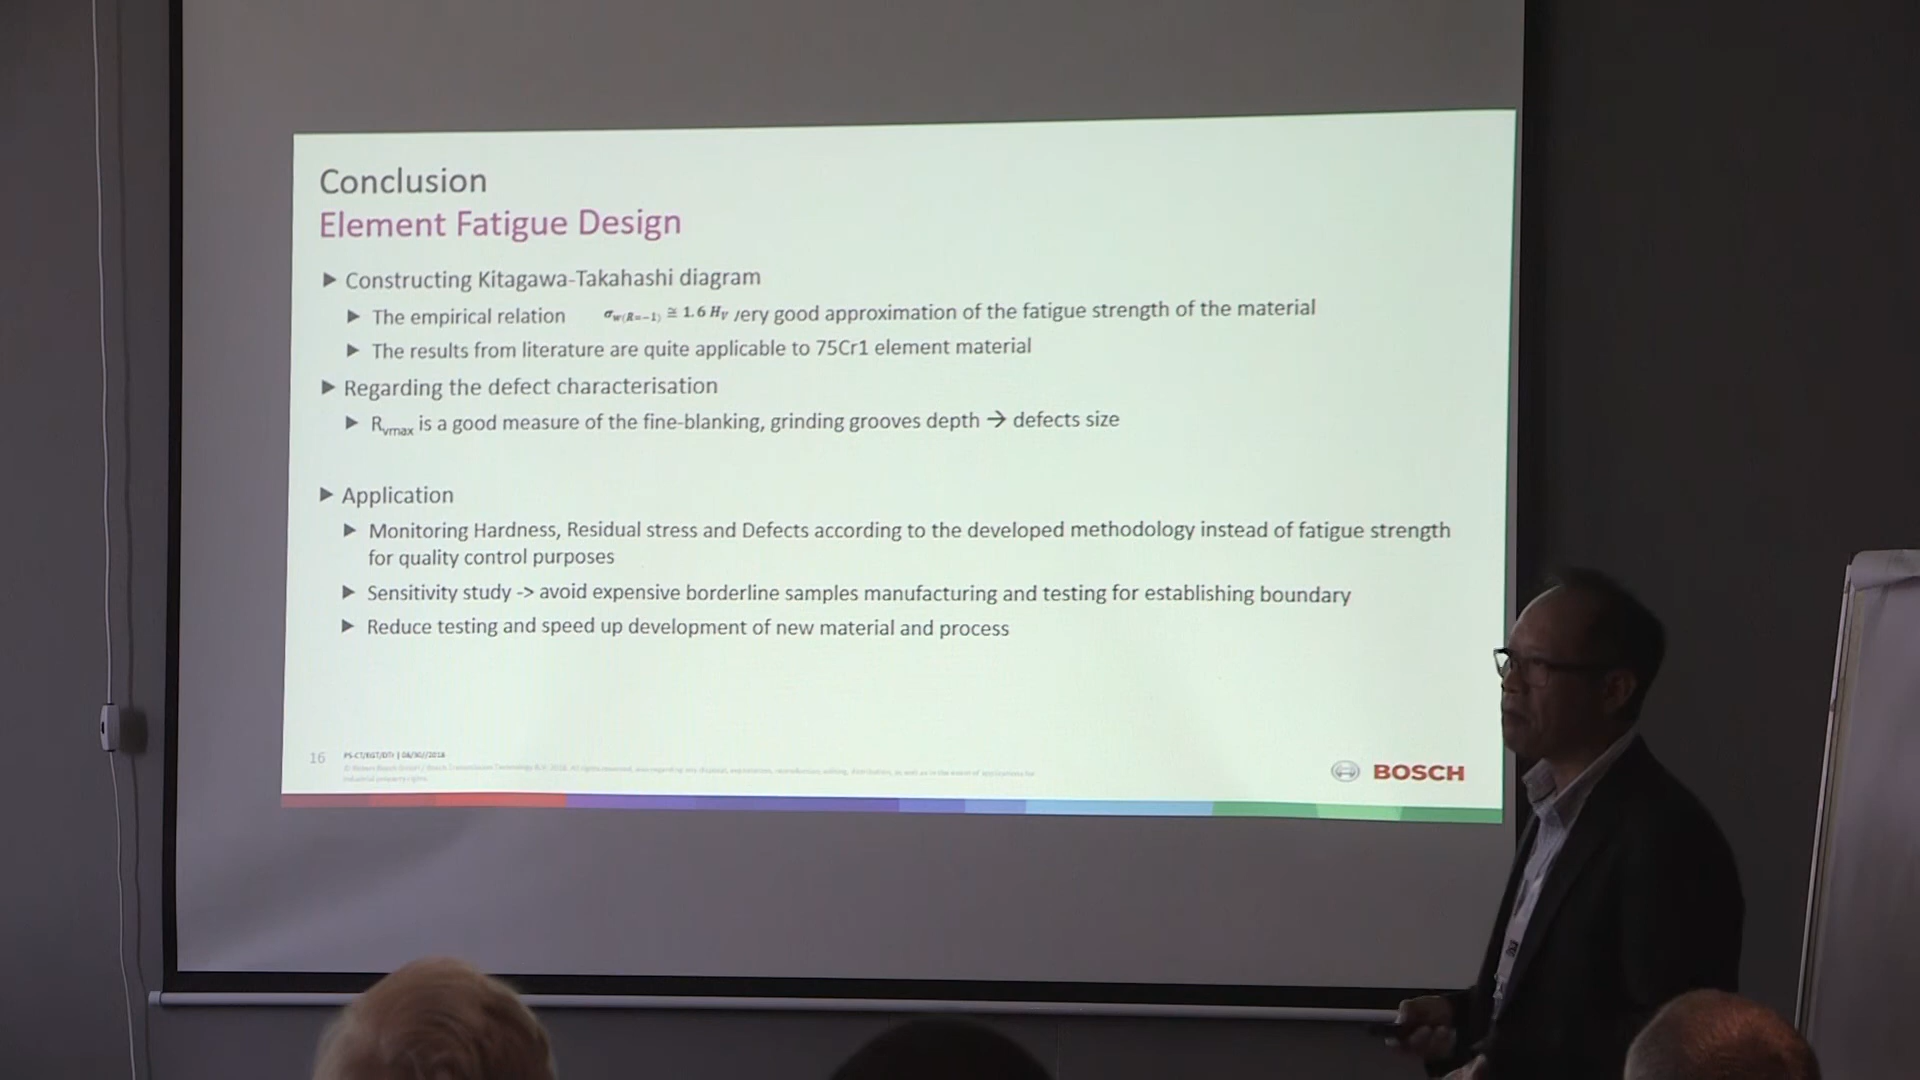 Conclusion
Element Fatigue Design
▶ Constructing Kitagawa-Takahashi diagram
▶ The empirical relation σw(R=−1) ≅ 1.6 HV /ery good approximation of the fatigue strength of the material
▶ The results from literature are quite applicable to 75Cr1 element material
▶ Regarding the defect characterisation
▶ Rvmax is a good measure of the fine-blanking, grinding grooves depth → defects size
▶ Application
▶ Monitoring Hardness, Residual stress and Defects according to the developed methodology instead of fatigue strength
for quality control purposes
▶ Sensitivity study -> avoid expensive borderline samples manufacturing and testing for establishing boundary
▶ Reduce testing and speed up development of new material and process
16
BOSCH